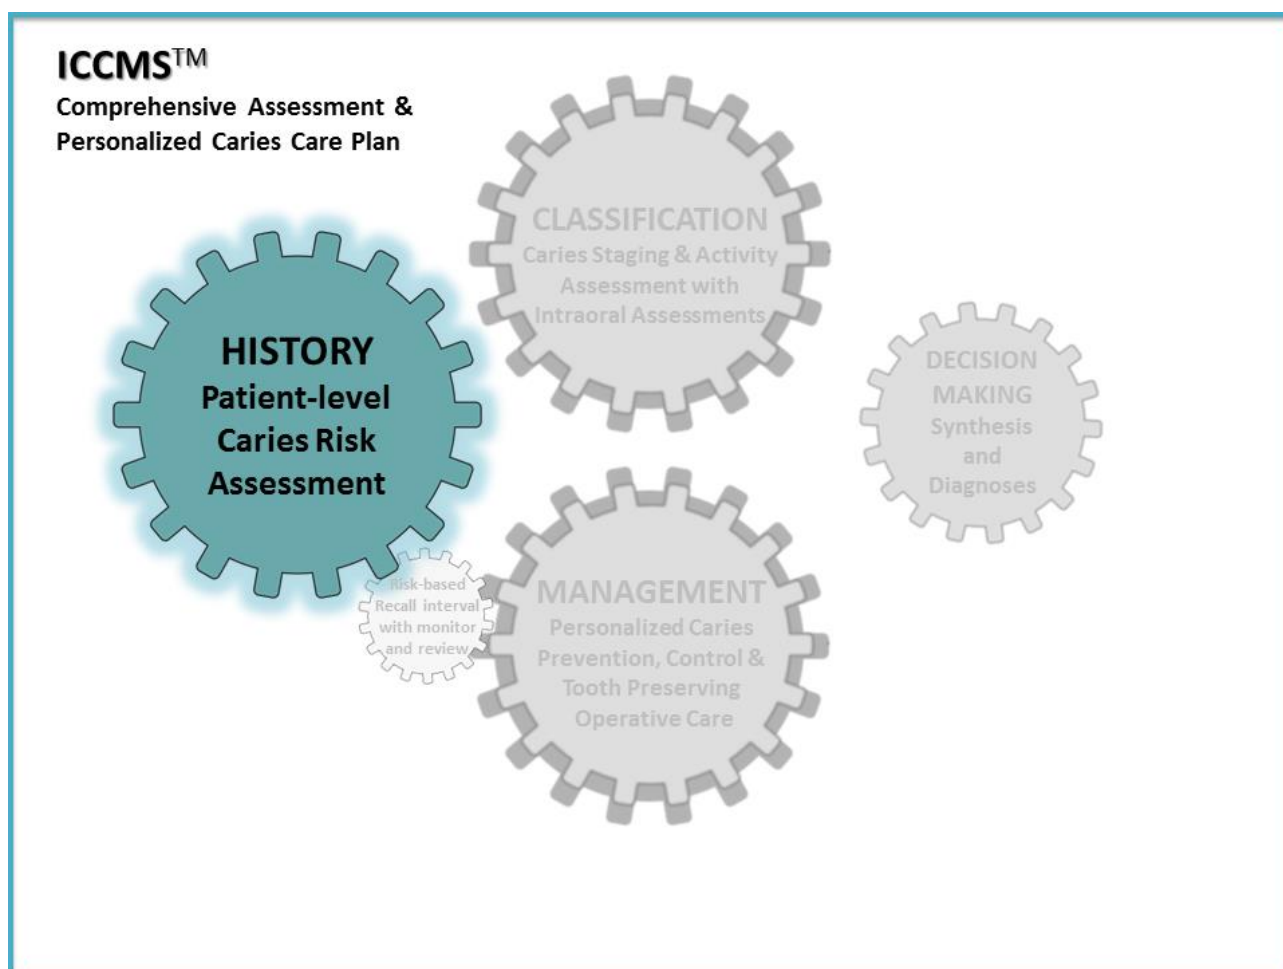 ICCMS™
Comprehensive Assessment &
Personalized Caries Care Plan
HISTORY
Patient-level
Caries Risk
Assessment
CLASSIFICATION
Caries Staging & Activity
Assessment with
Intraoral Assessments
DECISION
MAKING
Synthesis
and
Diagnoses
MANAGEMENT
Personalized Caries
Prevention, Control &
Tooth Preserving
Operative Care
Risk-based
Recall interval
with monitor
and review